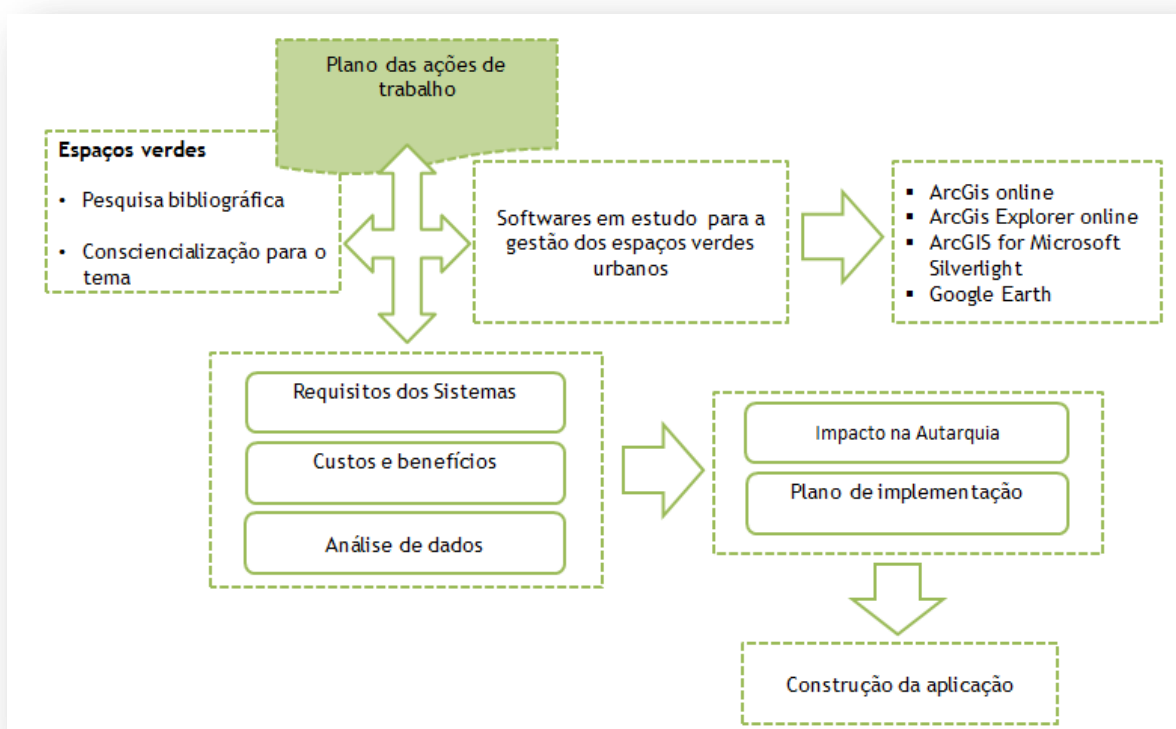 Plano das ações de
trabalho
Espaços verdes
• Pesquisa bibliográfica
• Consciencialização para o
tema
Softwares em estudo para a
gestão dos espaços verdes
urbanos
▪ ArcGis online
▪ ArcGis Explorer online
▪ ArcGIS for Microsoft
Silverlight
▪ Google Earth
Requisitos dos Sistemas
Custos e benefícios
Análise de dados
Impacto na Autarquia
Plano de implementação
Construção da aplicação